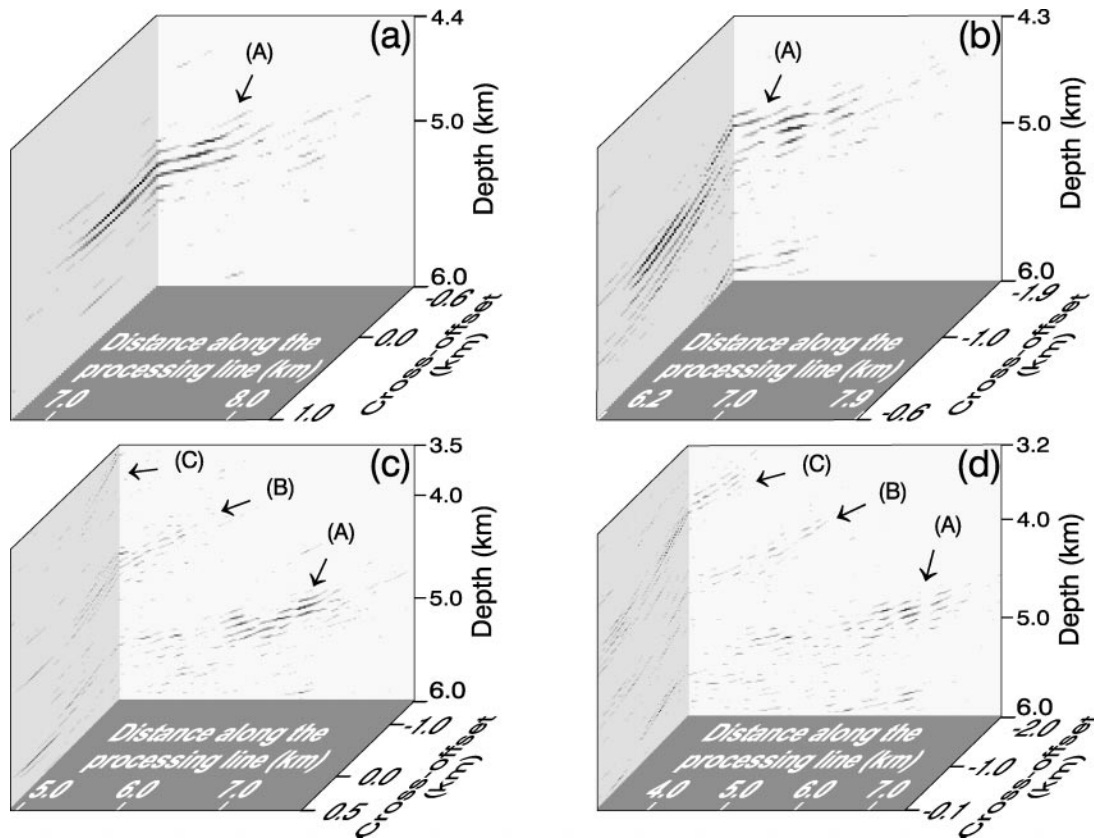 (a)
(A)
4.4
5.0
6.0
Depth (km)
-0.6
0.0
1.0
Cross-offset
(km)
Distance along the
processing line (km)
7.0
8.0
(b)
(A)
4.3
5.0
6.0
Depth (km)
-1.9
-1.0
-0.6
Cross-offset
(km)
Distance along the
processing line (km)
6.2
7.0
7.9
(c)
(C)
(B)
(A)
3.5
4.0
5.0
6.0
Depth (km)
-1.0
0.0
0.5
Cross-offset
(km)
Distance along the
processing line (km)
5.0
6.0
7.0
(d)
(C)
(B)
(A)
3.2
4.0
5.0
6.0
Depth (km)
-2.0
-1.0
-0.1
Cross-offset
(km)
Distance along the
processing line (km)
4.0
5.0
6.0
7.0